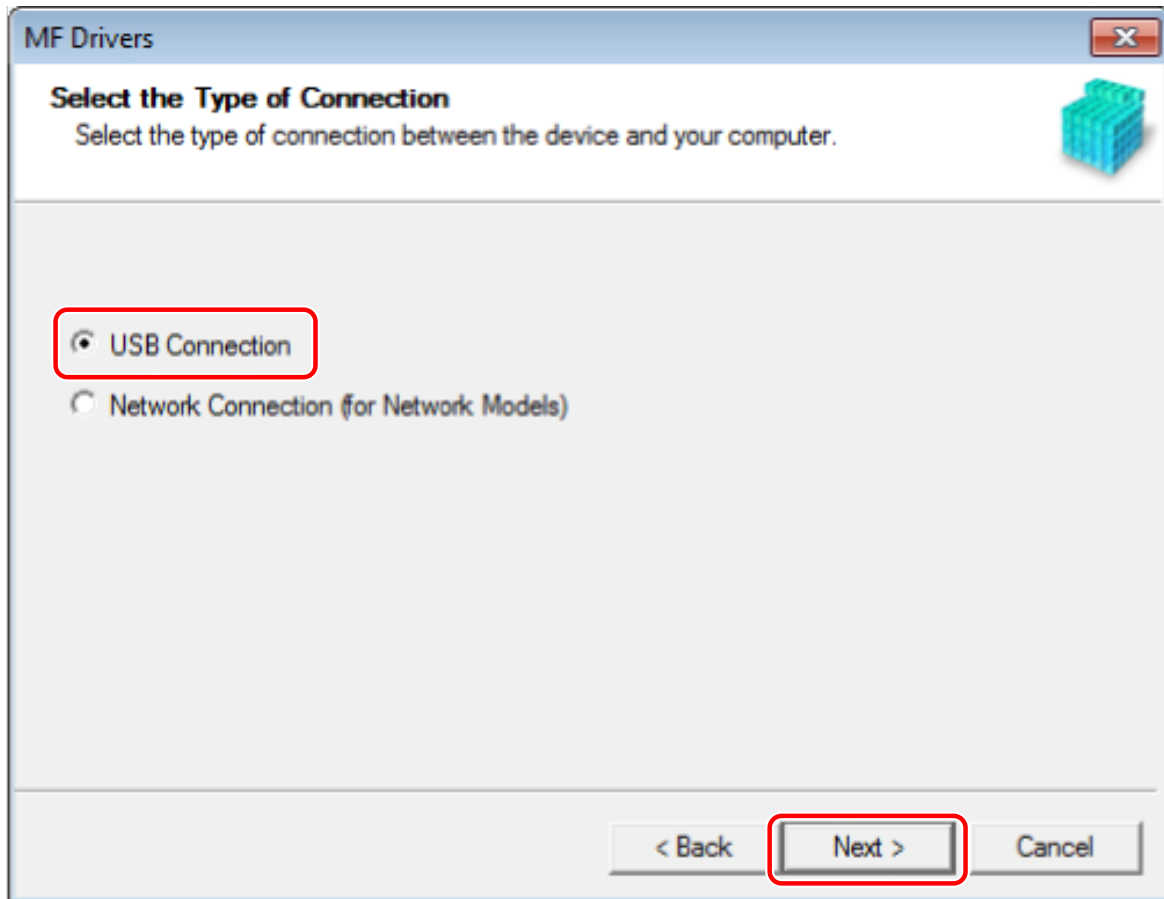 MF Drivers
Select the Type of Connection
Select the type of connection between the device and your computer.
USB Connection
Network Connection (for Network Models)
< Back Next > Cancel